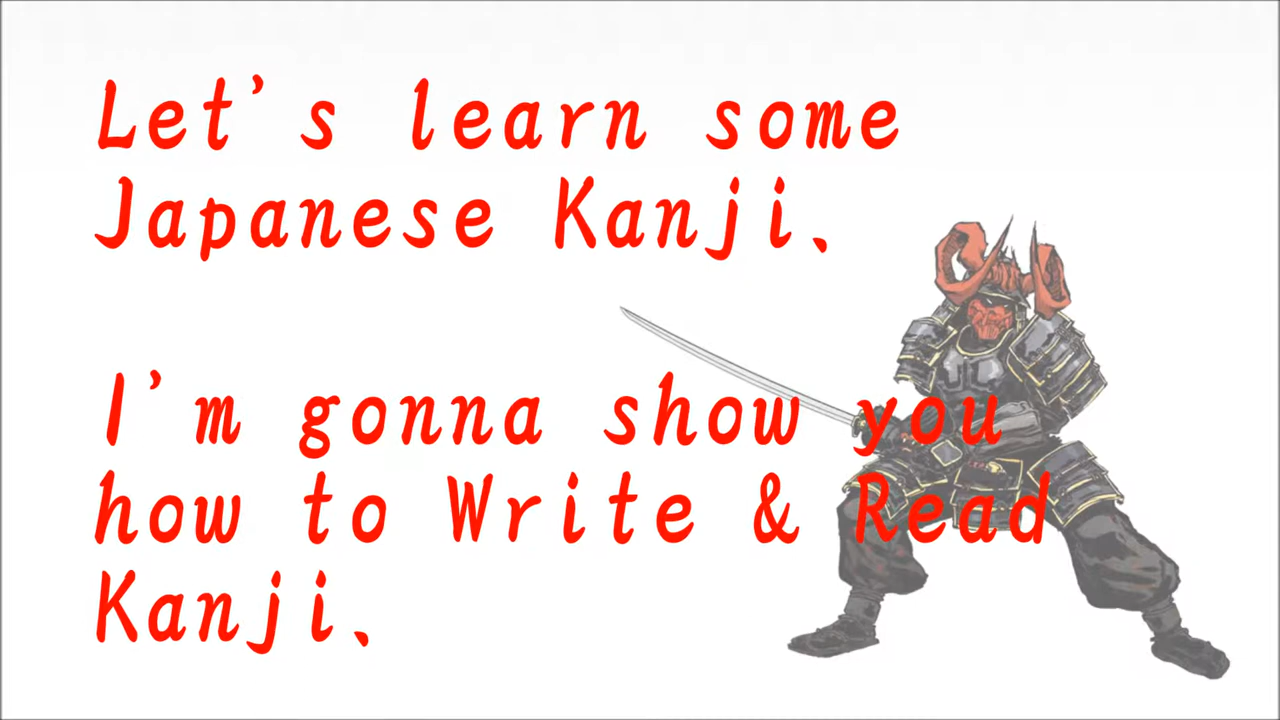 Let's learn some
Japanese Kanji、
I'm gonna show you
how to Write & Read
Kanji、